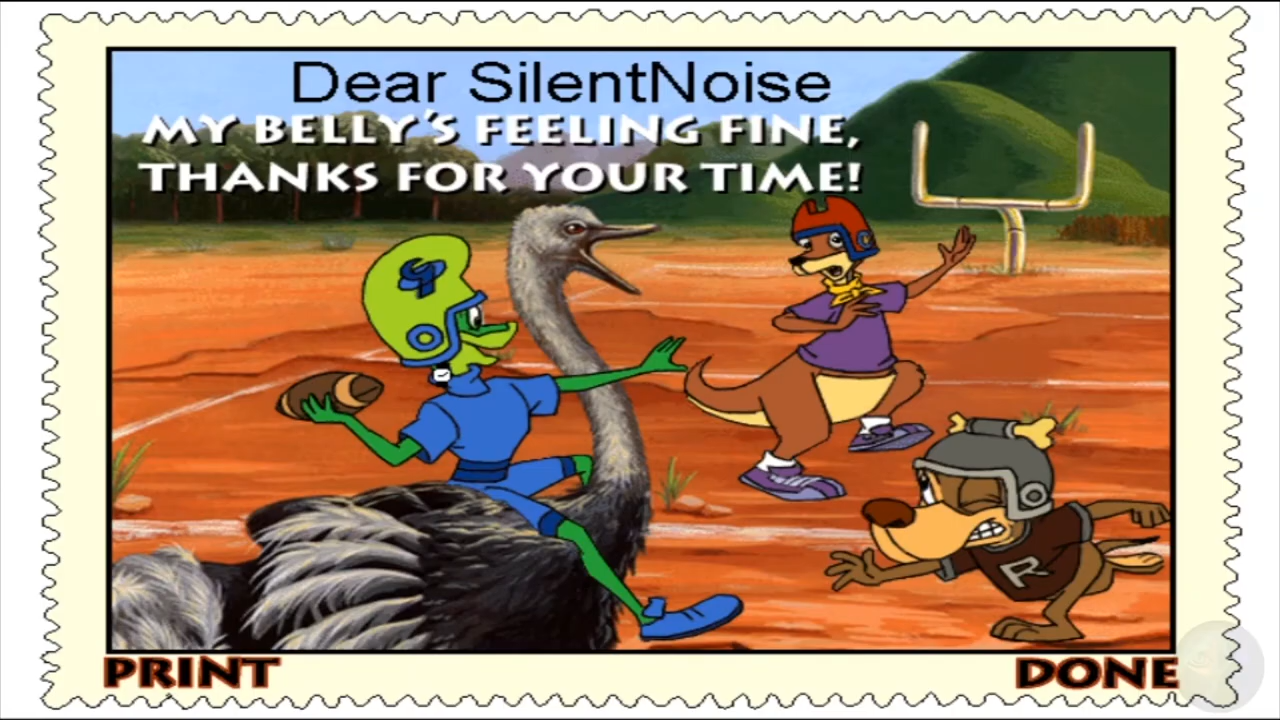 Dear SilentNoise
MY BELLY'S FEELING FINE,
THANKS FOR YOUR TIME!
R
PRINT
DONE